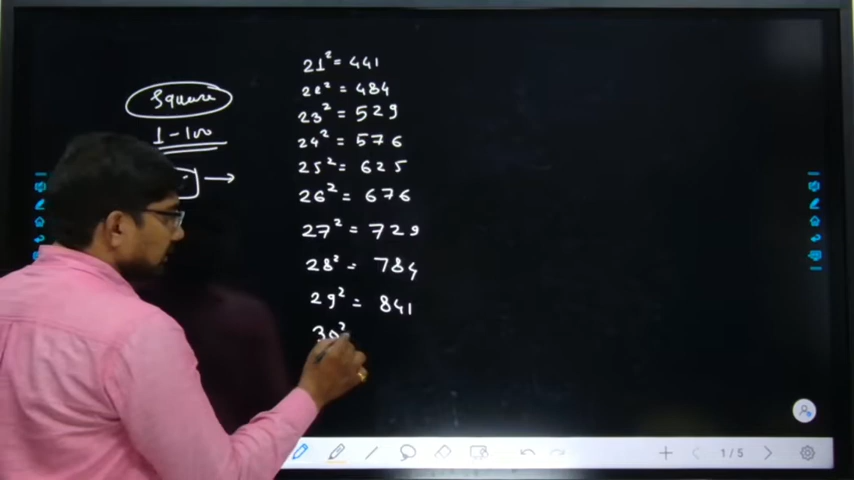 Square
1-100
21² = 441
22² = 484
23² = 529
24² = 576
25² = 625
26² = 676
27² = 729
28² = 784
29² = 841
30²
1/5